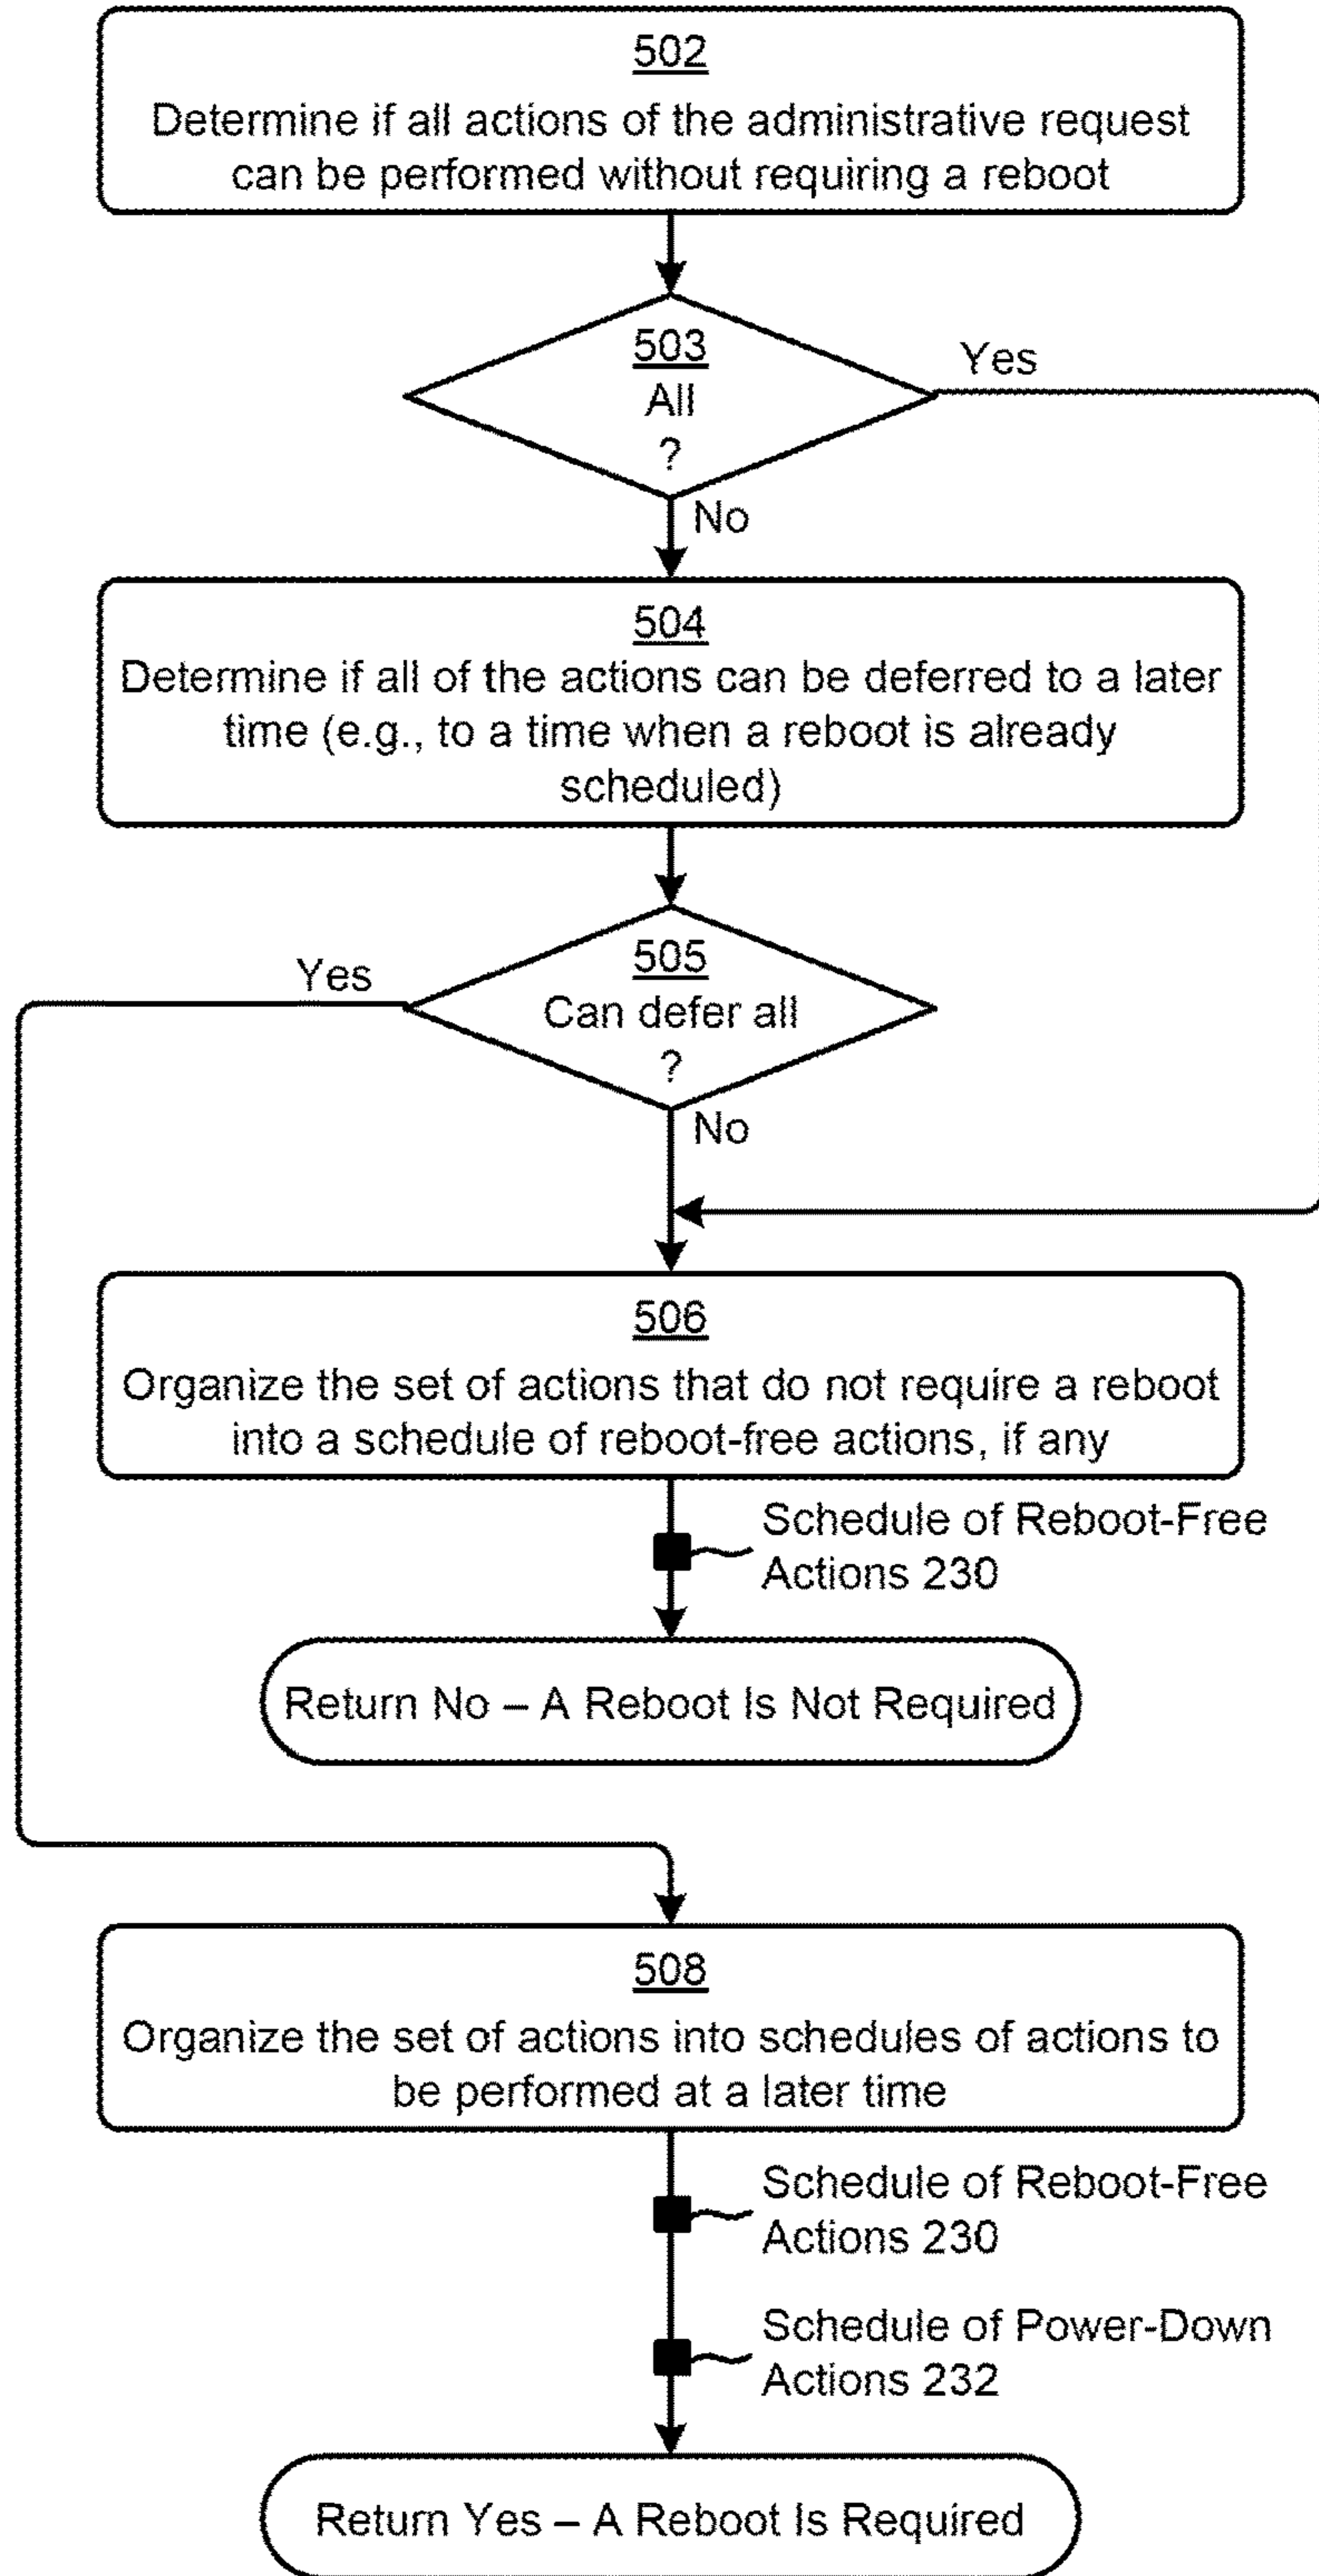 502
Determine if all actions of the administrative request
can be performed without requiring a reboot
503
All
?
Yes
No
504
Determine if all of the actions can be deferred to a later
time (e.g., to a time when a reboot is already
scheduled)
Yes
505
Can defer all
?
No
506
Organize the set of actions that do not require a reboot
into a schedule of reboot-free actions, if any
Schedule of Reboot-Free
Actions 230
Return No – A Reboot Is Not Required
508
Organize the set of actions into schedules of actions to
be performed at a later time
Schedule of Reboot-Free
Actions 230
Schedule of Power-Down
Actions 232
Return Yes – A Reboot Is Required